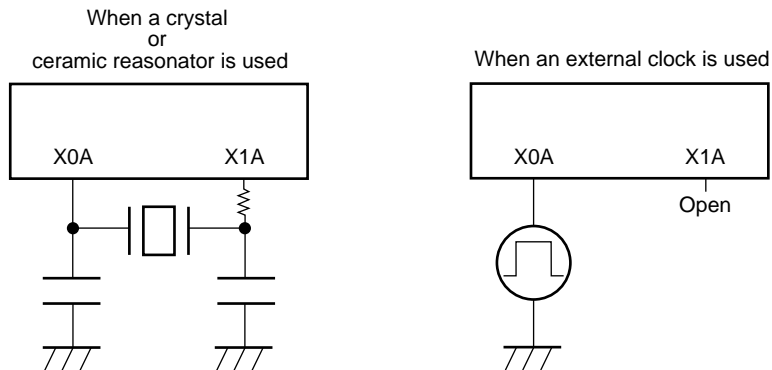 When a crystal
or
ceramic reasonator is used
X0A
X1A
When an external clock is used
X0A
X1A
Open